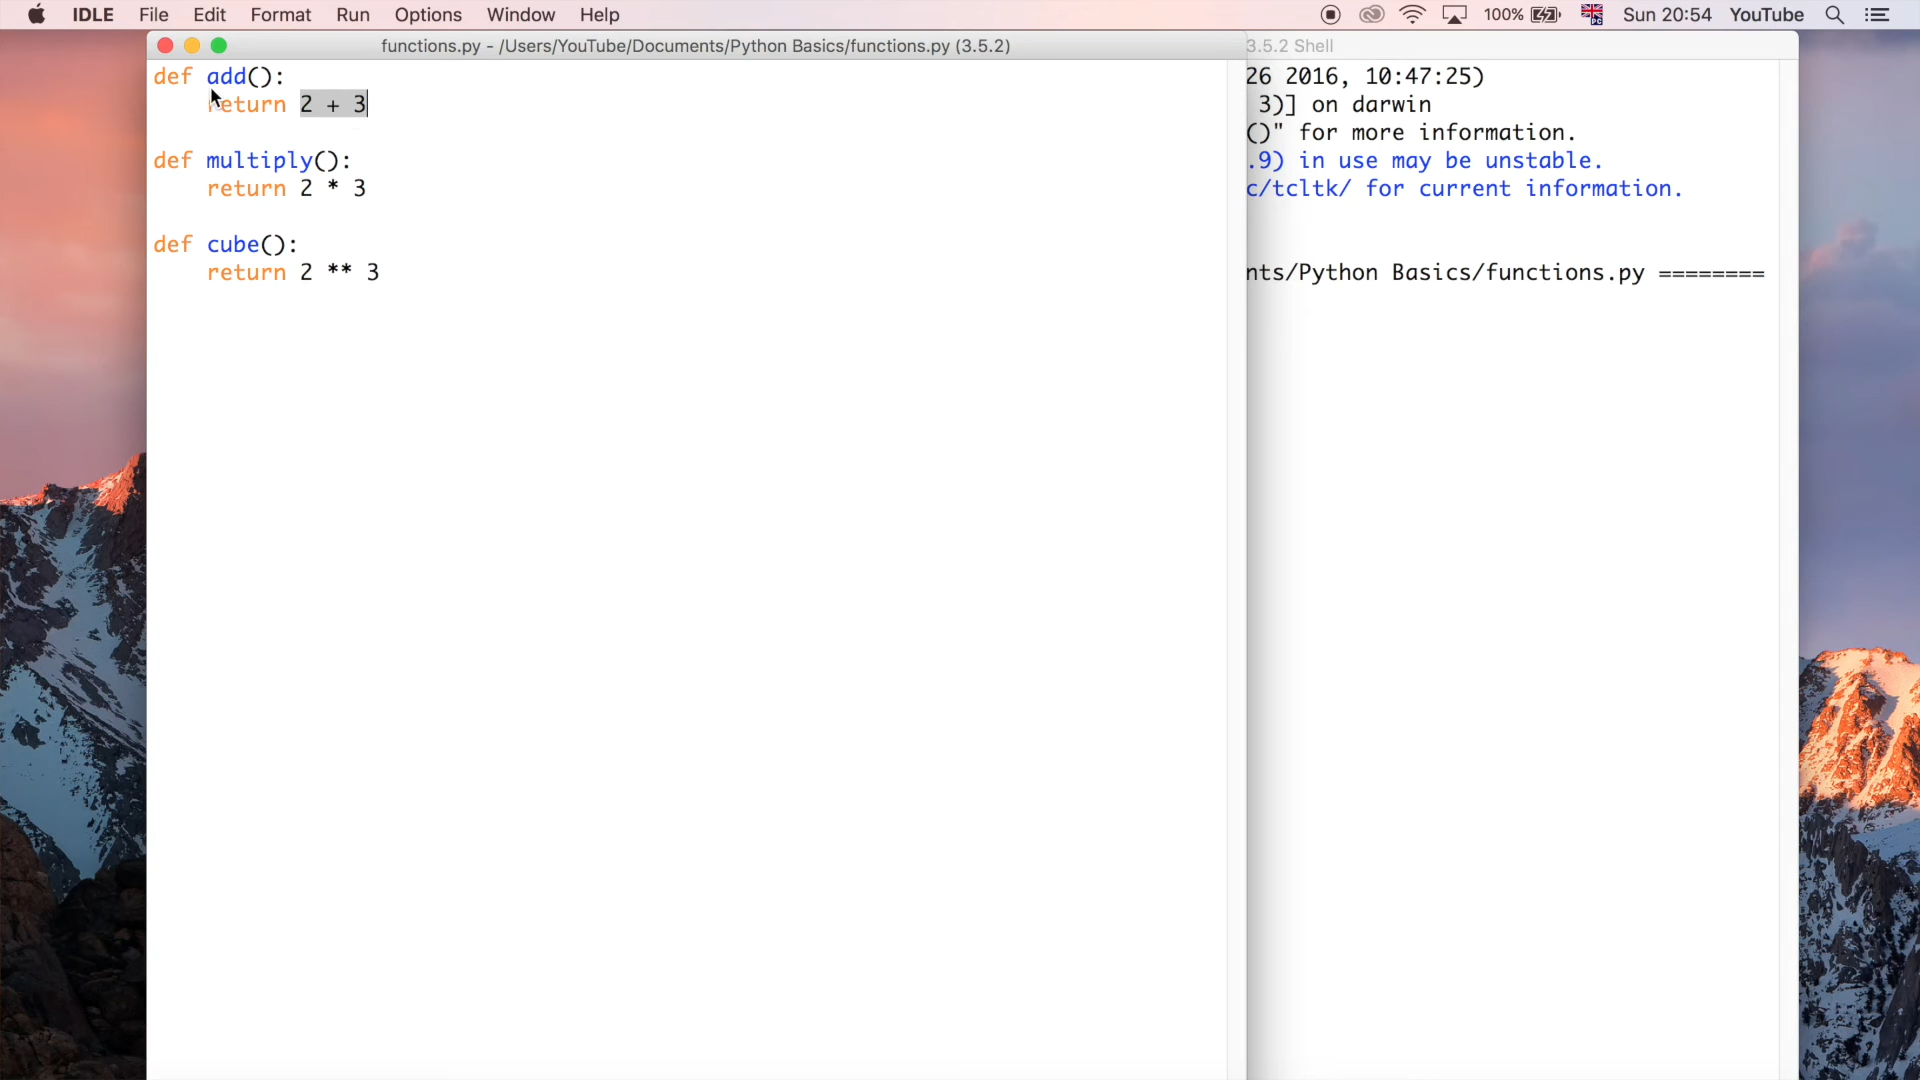 IDLE File Edit Format Run Options Window Help 100% Sun 20:54 YouTube
functions.py - /Users/YouTube/Documents/Python Basics/functions.py (3.5.2)
def add():
return 2 + 3
def multiply():
return 2 * 3
def cube():
return 2 ** 3
3.5.2 Shell
26 2016, 10:47:25)
3)] on darwin
()" for more information.
.9) in use may be unstable.
c/tcltk/ for current information.
nts/Python Basics/functions.py ========